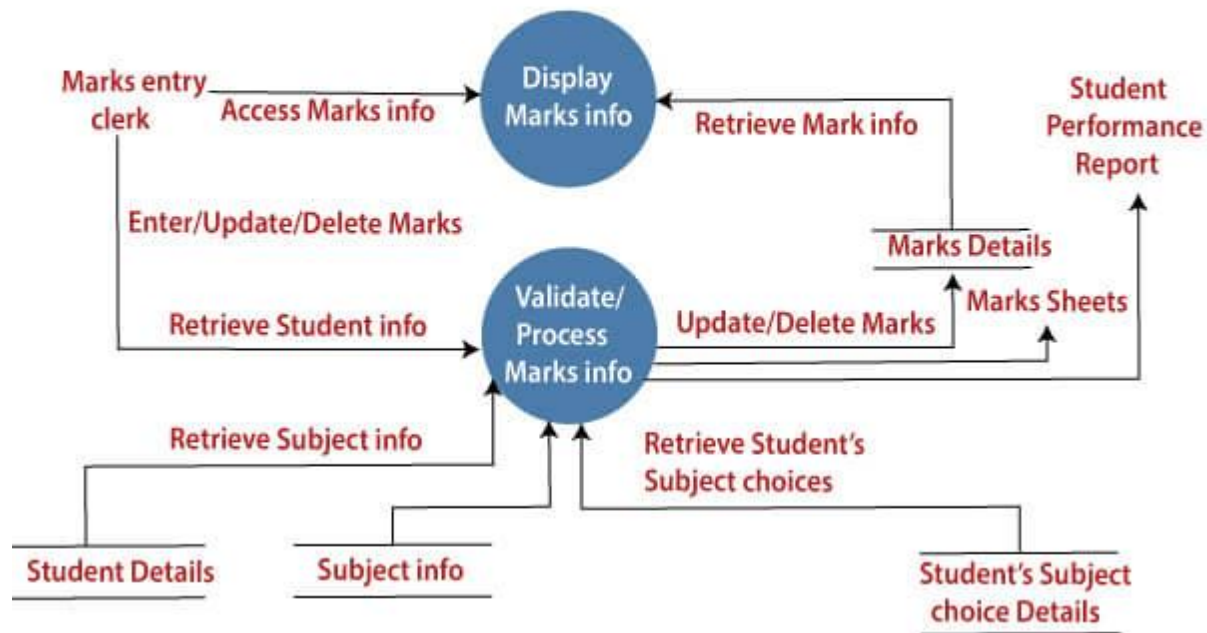 Marks entry
clerk
Access Marks info
Display
Marks info
Retrieve Mark info
Student
Performance
Report
Enter/Update/Delete Marks
Marks Details
Marks Sheets
Retrieve Student info
Validate/
Process
Marks info
Update/Delete Marks
Retrieve Subject info
Retrieve Student's
Subject choices
Student Details
Subject info
Student's Subject
choice Details